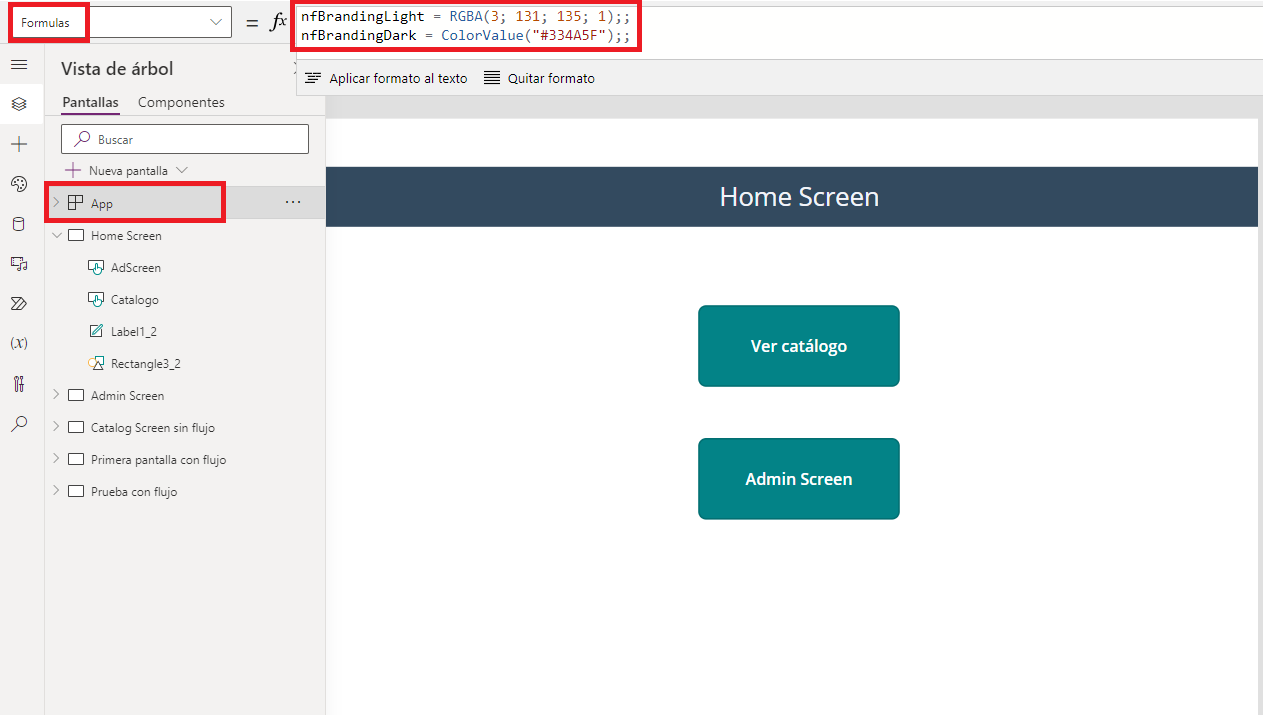 Formulas
= fx
nfBrandingLight = RGBA(3; 131; 135; 1);;
nfBrandingDark = ColorValue("#334A5F");;
Aplicar formato al texto Quitar formato
Vista de árbol
Pantallas Componentes
Buscar
Nueva pantalla
App ...
Home Screen
AdScreen
Catalogo
Label1_2
Rectangle3_2
Admin Screen
Catalog Screen sin flujo
Primera pantalla con flujo
Prueba con flujo
(x)
Home Screen
Ver catálogo
Admin Screen